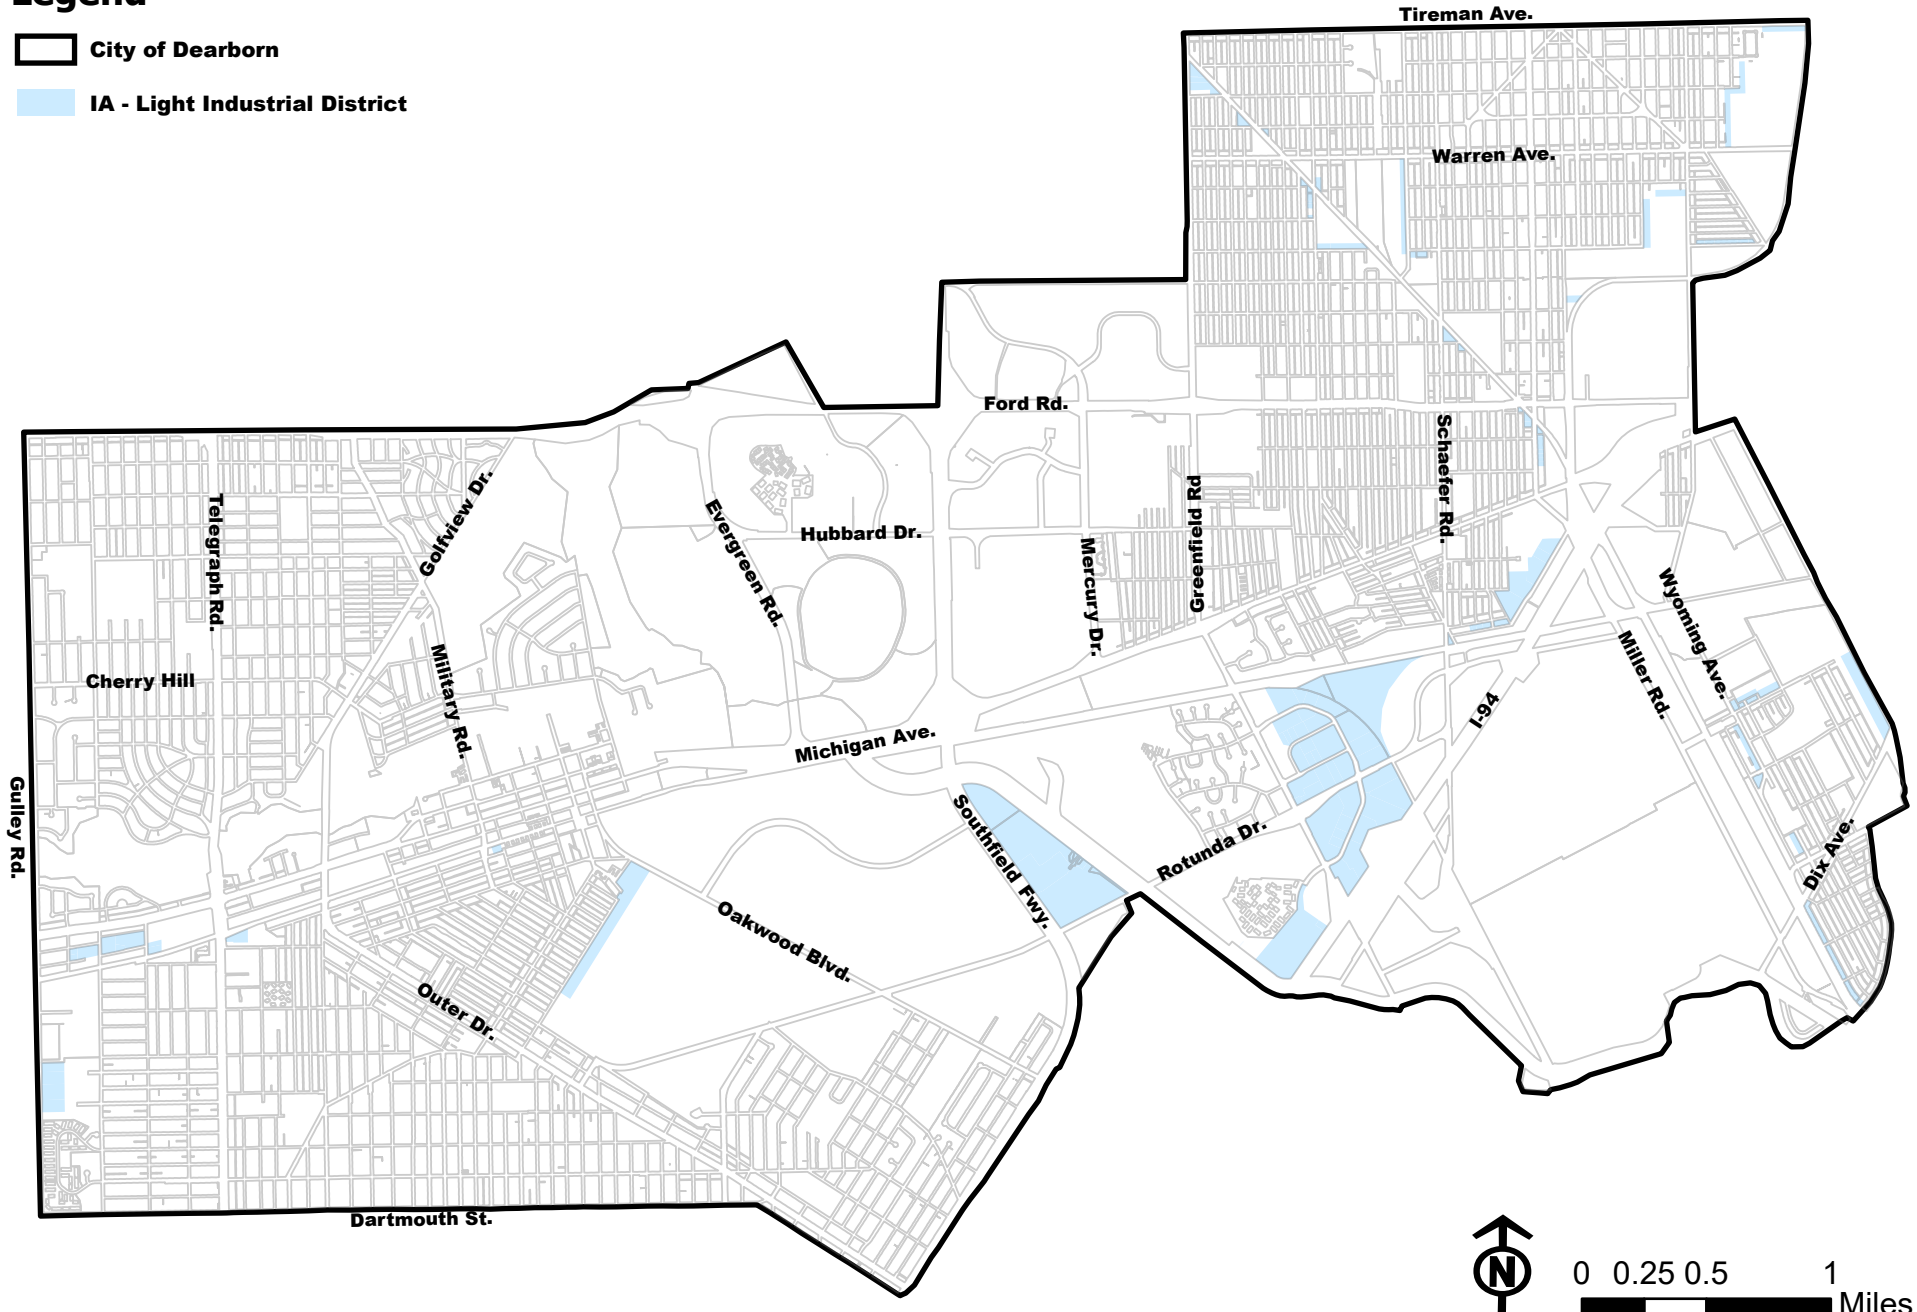 Legend
City of Dearborn
IA - Light Industrial District
Tireman Ave.
Warren Ave.
Ford Rd.
Schaefer Rd.
Telegraph Rd.
Golfview Dr.
Evergreen Rd.
Hubbard Dr.
Mercury Dr.
Greenfield Rd
Cherry Hill
Military Rd.
Wyoming Ave.
Miller Rd.
I-94
Michigan Ave.
Gulley Rd.
Southfield Fwy.
Rotunda Dr.
Dix Ave.
Oakwood Blvd.
Outer Dr.
Dartmouth St.
N
0 0.25 0.5 1
Miles